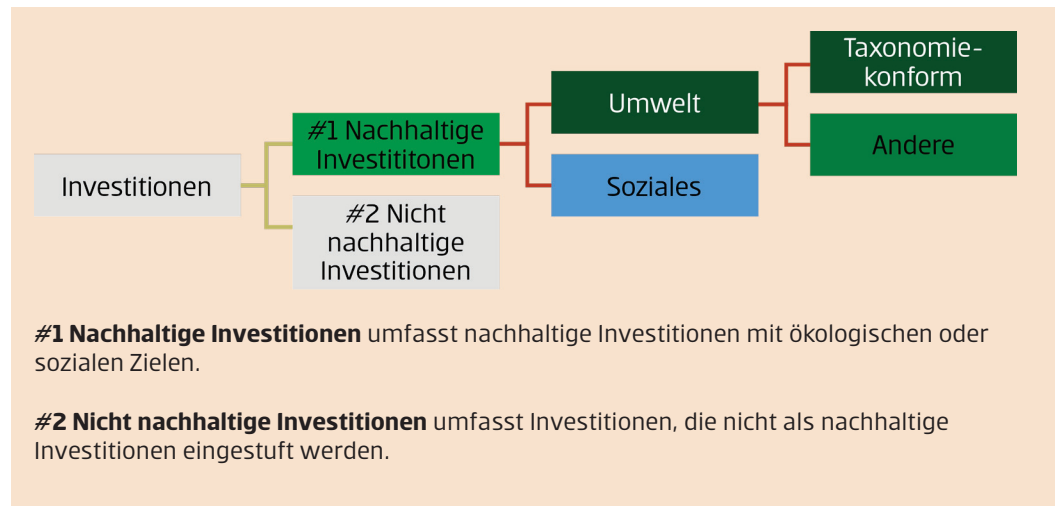 Investitionen
#1 Nachhaltige
Investititonen
#2 Nicht
nachhaltige
Investitionen
Umwelt
Soziales
Taxonomie-
konform
Andere
#1 Nachhaltige Investitionen umfasst nachhaltige Investitionen mit ökologischen oder
sozialen Zielen.
#2 Nicht nachhaltige Investitionen umfasst Investitionen, die nicht als nachhaltige
Investitionen eingestuft werden.